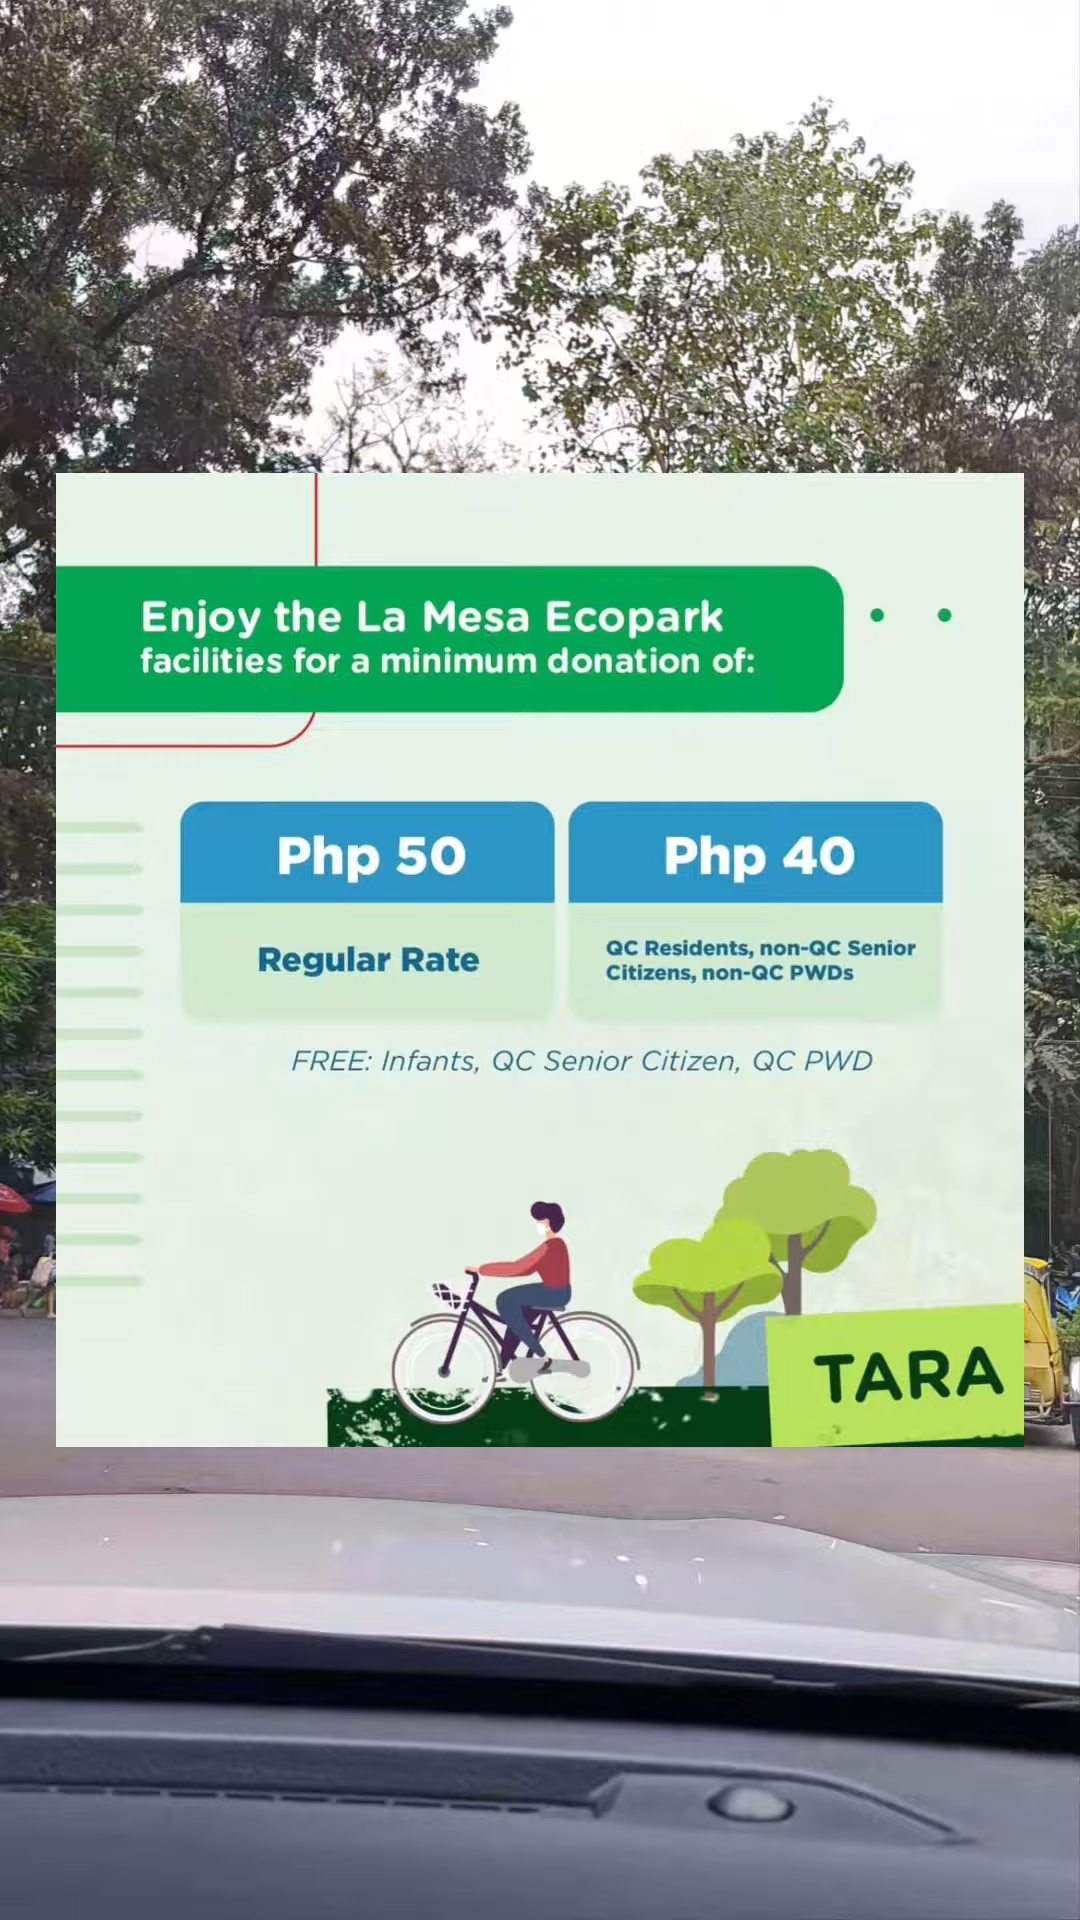 Enjoy the La Mesa Ecopark
facilities for a minimum donation of:
Php 50
Regular Rate
Php 40
QC Residents, non-QC Senior
Citizens, non-QC PWDs
FREE: Infants, QC Senior Citizen, QC PWD
TARA